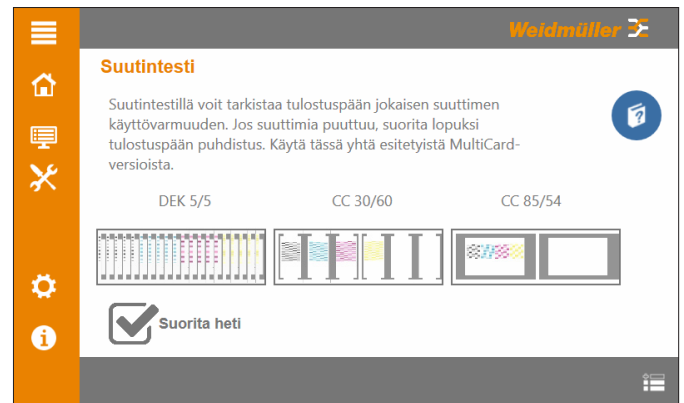 Weidmüller
Suutintesti
Suutintestillä voit tarkistaa tulostuspään jokaisen suuttimen
käyttövarmuuden. Jos suuttimia puuttuu, suorita lopuksi
tulostuspään puhdistus. Käytä tässä yhtä esitetyistä MultiCard-
versioista.
DEK 5/5 CC 30/60 CC 85/54
Suorita heti